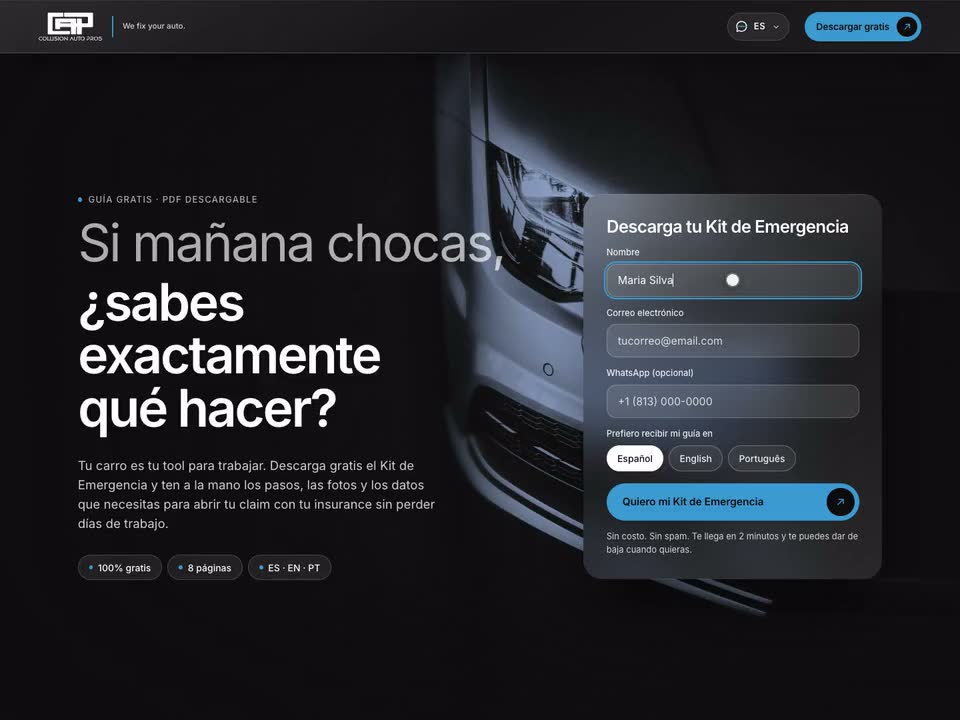 CAP
COLLISION AUTO PROS
We fix your auto.
ES
Descargar gratis
GUÍA GRATIS · PDF DESCARGABLE
Si mañana chocas,
¿sabes
exactamente
qué hacer?
Tu carro es tu tool para trabajar. Descarga gratis el Kit de
Emergencia y ten a la mano los pasos, las fotos y los datos
que necesitas para abrir tu claim con tu insurance sin perder
días de trabajo.
100% gratis
8 páginas
ES · EN · PT
Descarga tu Kit de Emergencia
Nombre
Maria Silva
Correo electrónico
tucorreo@email.com
WhatsApp (opcional)
+1 (813) 000-0000
Prefiero recibir mi guía en
Español English Português
Quiero mi Kit de Emergencia
Sin costo. Sin spam. Te llega en 2 minutos y te puedes dar de
baja cuando quieras.